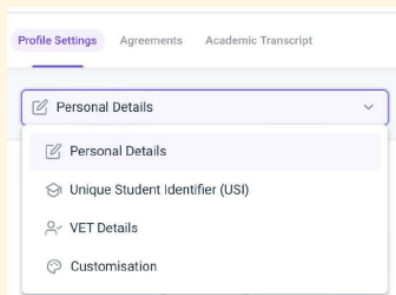 Profile Settings Agreements Academic Transcript
Personal Details
Personal Details
Unique Student Identifier (USI)
VET Details
Customisation